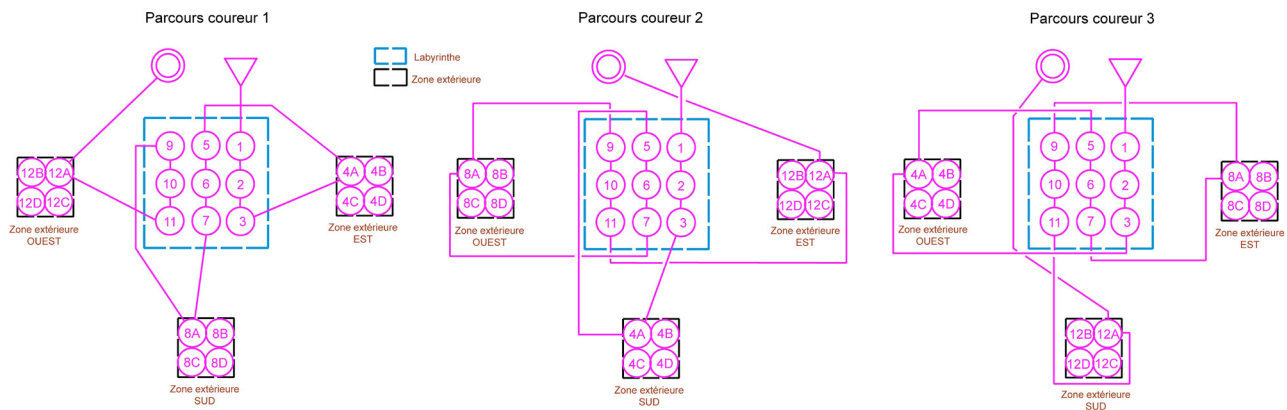 Parcours coureur 1
Parcours coureur 2
Parcours coureur 3
Labyrinthe
Zone extérieure
9 5 1
10 6 2
11 7 3
12B 12A
12D 12C
Zone extérieure
OUEST
4A 4B
4C 4D
Zone extérieure
EST
8A 8B
8C 8D
Zone extérieure
SUD
9 5 1
10 6 2
11 7 3
8A 8B
8C 8D
Zone extérieure
OUEST
12B 12A
12D 12C
Zone extérieure
EST
4A 4B
4C 4D
Zone extérieure
SUD
9 5 1
10 6 2
11 7 3
4A 4B
4C 4D
Zone extérieure
OUEST
8A 8B
8C 8D
Zone extérieure
EST
12B 12A
12D 12C
Zone extérieure
SUD